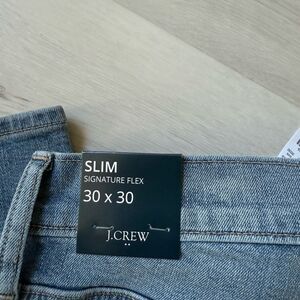 SLIM
SIGNATURE FLEX
30 x 30
J.CREW